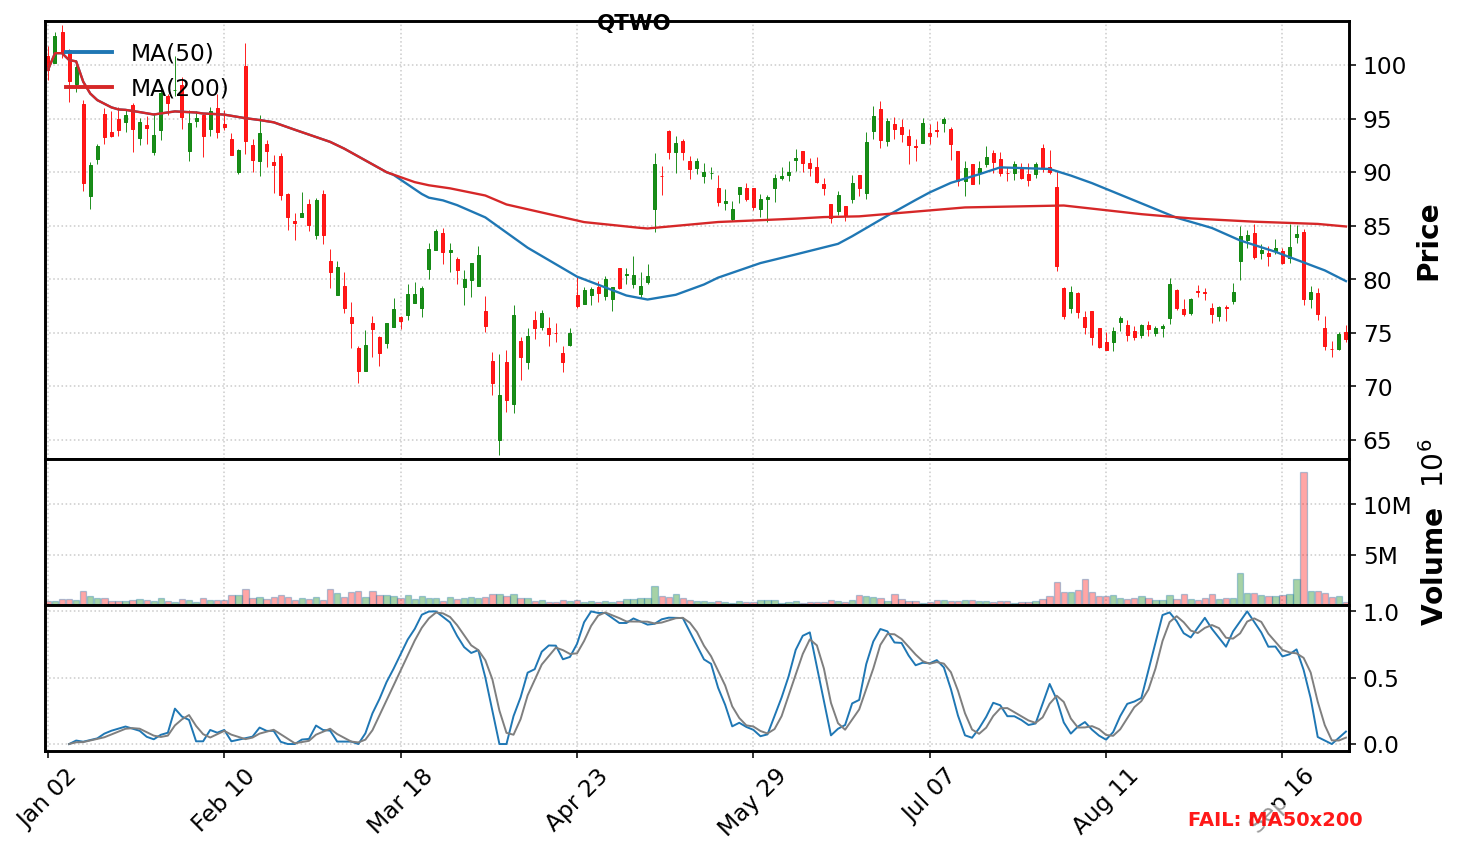 QTWO
MA(50)
MA(200)
100
95
90
85
80
75
70
65
Price
10M
5M
Volume 10^6
1.0
0.5
0.0
Jan 02
Feb 10
Mar 18
Apr 23
May 29
Jul 07
Aug 11
Sep 16
FAIL: MA50x200